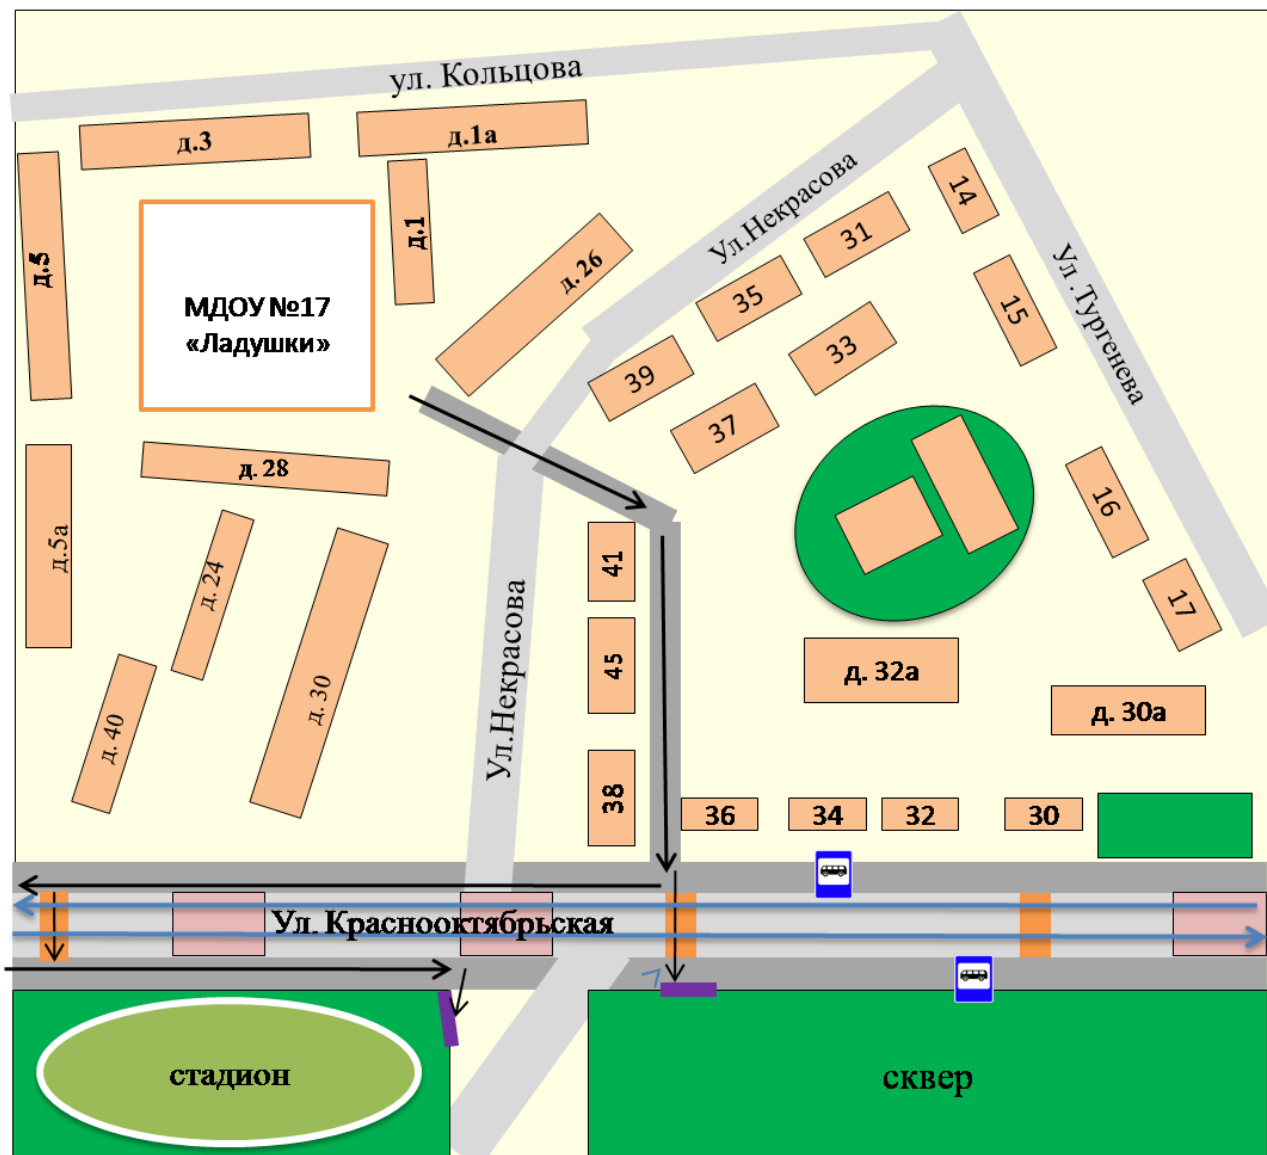 ул. Кольцова
д.3
д.1а
д.1
д.5
МДОУ №17
«Ладушки»
д. 26
Ул.Некрасова
14
31
15
35
33
39
37
Ул .Тургенева
д. 28
д.5а
д. 24
д. 30
д. 40
41
45
38
Ул.Некрасова
16
17
д. 32а
д. 30а
36
34
32
30
Ул. Краснооктябрьская
стадион
сквер